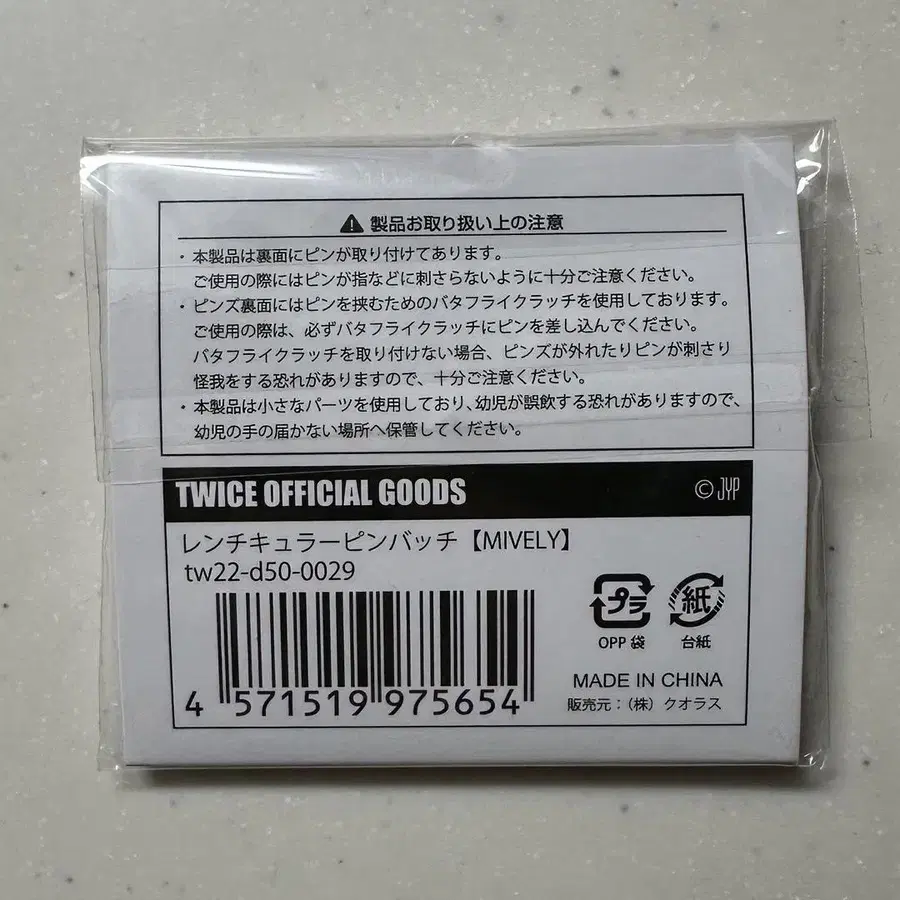 ⚠ 製品お取り扱い上の注意
・本製品は裏面にピンが取り付けてあります。
ご使用の際にはピンが指などに刺さらないように十分ご注意ください。
・ピンズ裏面にはピンを挟むためのバタフライクラッチを使用しております。
ご使用の際は、必ずバタフライクラッチにピンを差し込んでください。
バタフライクラッチを取り付けない場合、ピンズが外れたりピンが刺さり
怪我をする恐れがありますので、十分ご注意ください。
・本製品は小さなパーツを使用しており、幼児が誤飲する恐れがありますので、
幼児の手の届かない場所へ保管してください。
TWICE OFFICIAL GOODS
© JYP
レンチキュラーピンバッチ【MIVELY】
tw22-d50-0029
4 571519 975654
プラ
OPP 袋
紙
台紙
MADE IN CHINA
販売元：（株）クオラス